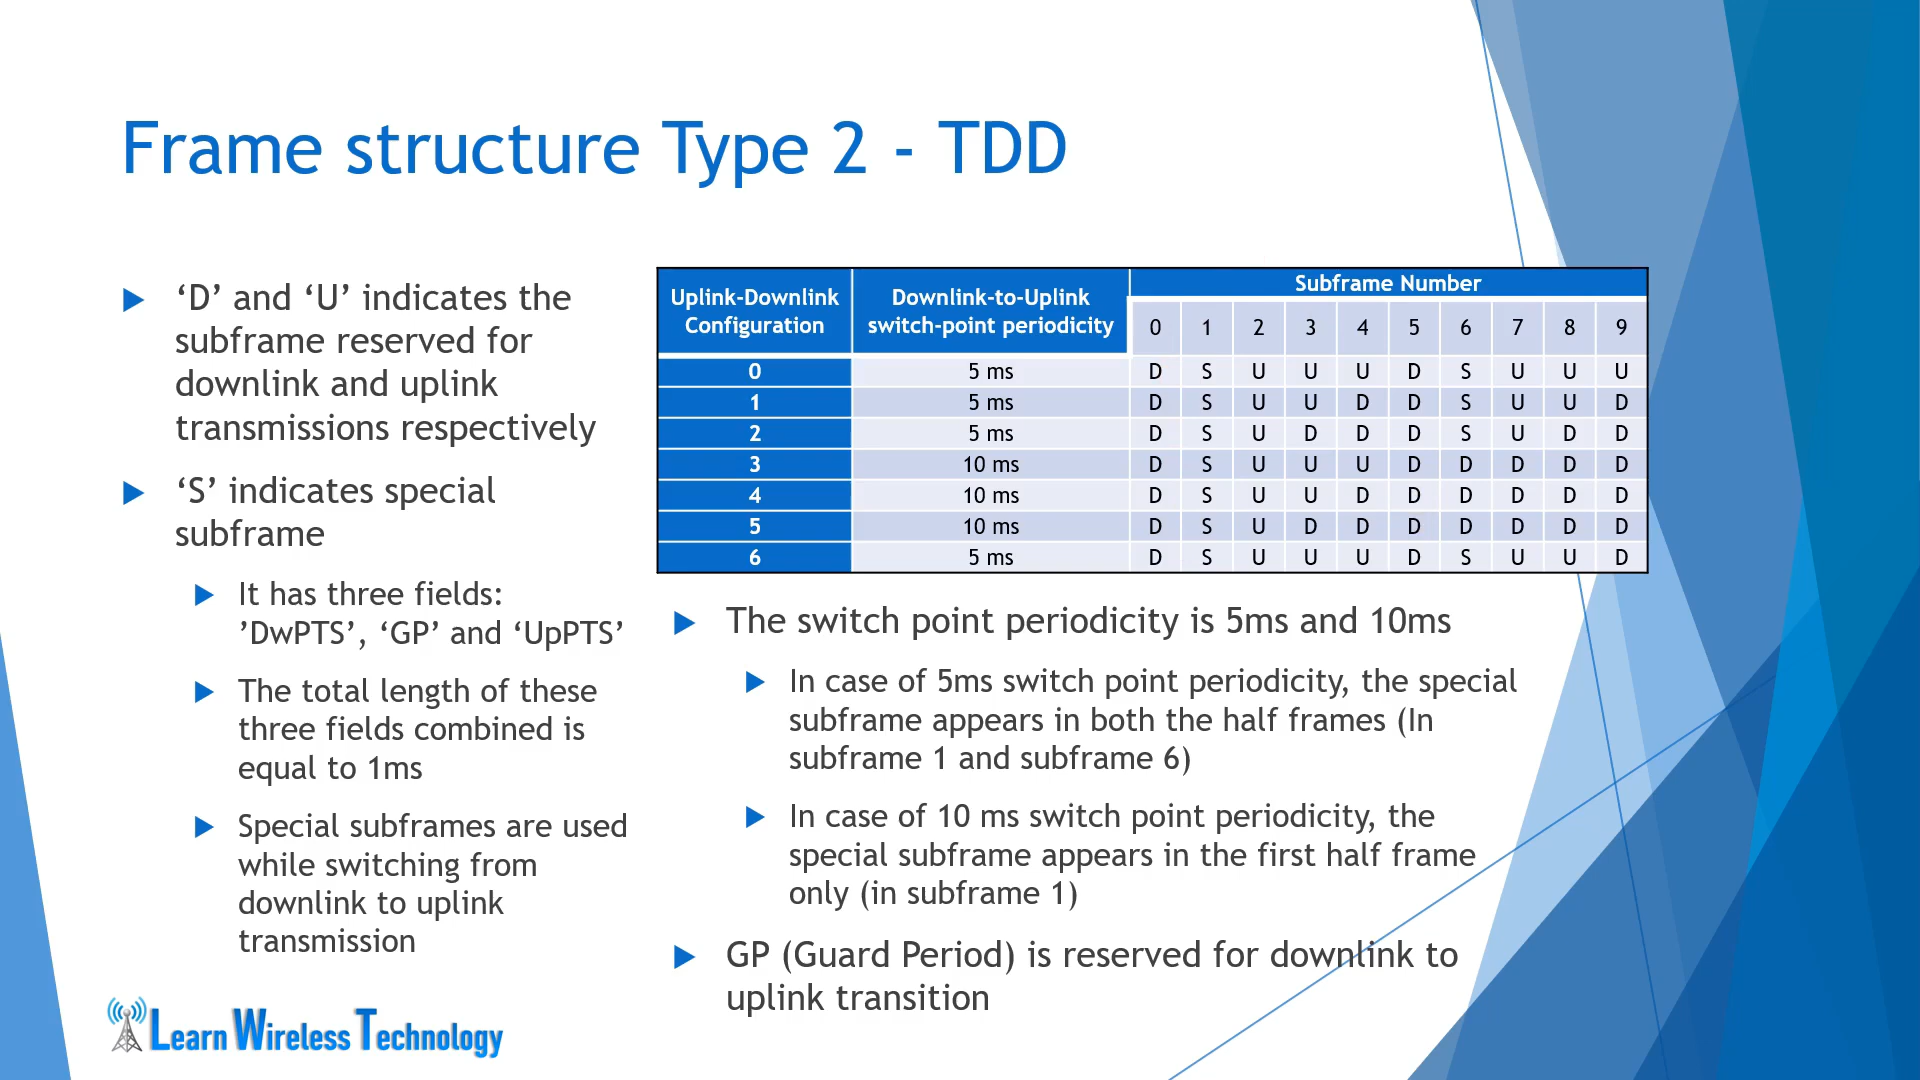 Frame structure Type 2 - TDD
‘D’ and ‘U’ indicates the
subframe reserved for
downlink and uplink
transmissions respectively
‘S’ indicates special
subframe
It has three fields:
’DwPTS’, ‘GP’ and ‘UpPTS’
The total length of these
three fields combined is
equal to 1ms
Special subframes are used
while switching from
downlink to uplink
transmission
Uplink-Downlink Configuration Downlink-to-Uplink switch-point periodicity Subframe Number
0 1 2 3 4 5 6 7 8 9
0 5 ms D S U U U D S U U U
1 5 ms D S U U D D S U U D
2 5 ms D S U D D D S U D D
3 10 ms D S U U U D D D D D
4 10 ms D S U U D D D D D D
5 10 ms D S U D D D D D D D
6 5 ms D S U U U D S U U D
The switch point periodicity is 5ms and 10ms
In case of 5ms switch point periodicity, the special
subframe appears in both the half frames (In
subframe 1 and subframe 6)
In case of 10 ms switch point periodicity, the
special subframe appears in the first half frame
only (in subframe 1)
GP (Guard Period) is reserved for downlink to
uplink transition
Learn Wireless Technology